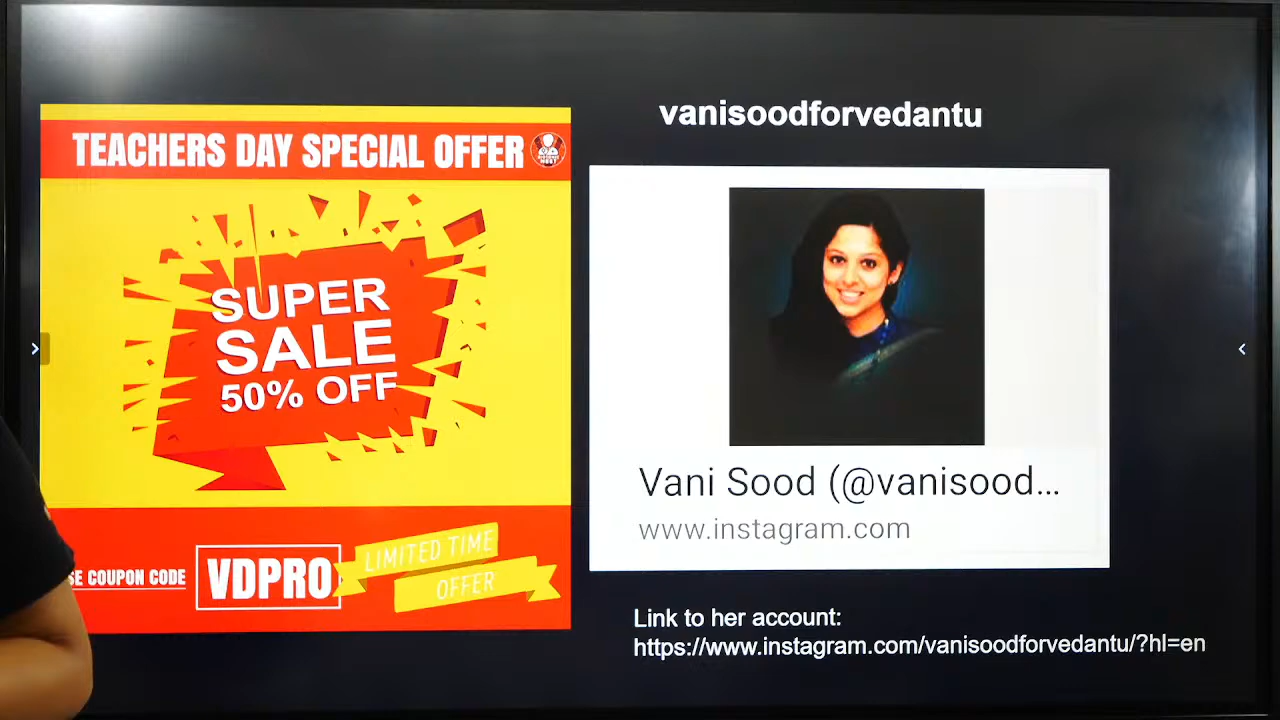 TEACHERS DAY SPECIAL OFFER
SUPER
SALE
50% OFF
COUPON CODE
VDPRO
LIMITED TIME
OFFER
vanisoodforvedantu
Vani Sood (@vanisood...
www.instagram.com
Link to her account:
https://www.instagram.com/vanisoodforvedantu/?hl=en